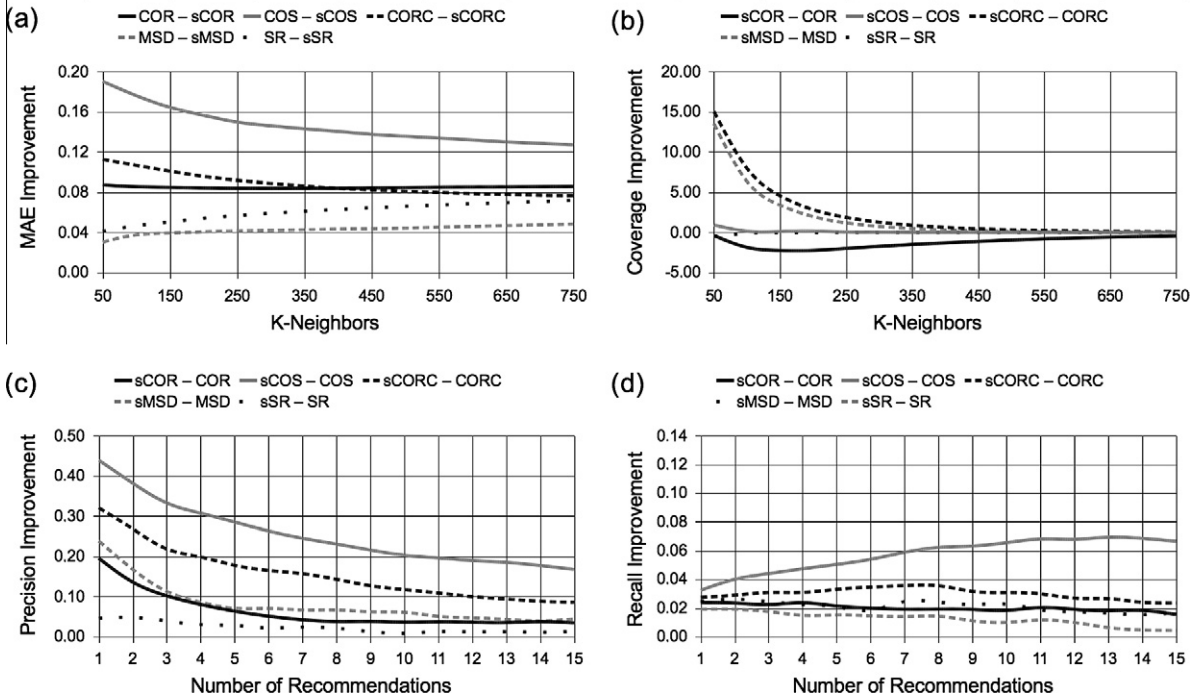 (a)
COR – sCOR COS – sCOS CORC – sCORC
MSD – sMSD SR – sSR
MAE Improvement
0.20
0.16
0.12
0.08
0.04
0.00
50 150 250 350 450 550 650 750
K-Neighbors
(b)
sCOR – COR sCOS – COS sCORC – CORC
sMSD – MSD sSR – SR
Coverage Improvement
20.00
15.00
10.00
5.00
0.00
-5.00
50 150 250 350 450 550 650 750
K-Neighbors
(c)
sCOR – COR sCOS – COS sCORC – CORC
sMSD – MSD sSR – SR
Precision Improvement
0.50
0.40
0.30
0.20
0.10
0.00
1 2 3 4 5 6 7 8 9 10 11 12 13 14 15
Number of Recommendations
(d)
sCOR – COR sCOS – COS sCORC – CORC
sMSD – MSD sSR – SR
Recall Improvement
0.14
0.12
0.10
0.08
0.06
0.04
0.02
0.00
1 2 3 4 5 6 7 8 9 10 11 12 13 14 15
Number of Recommendations